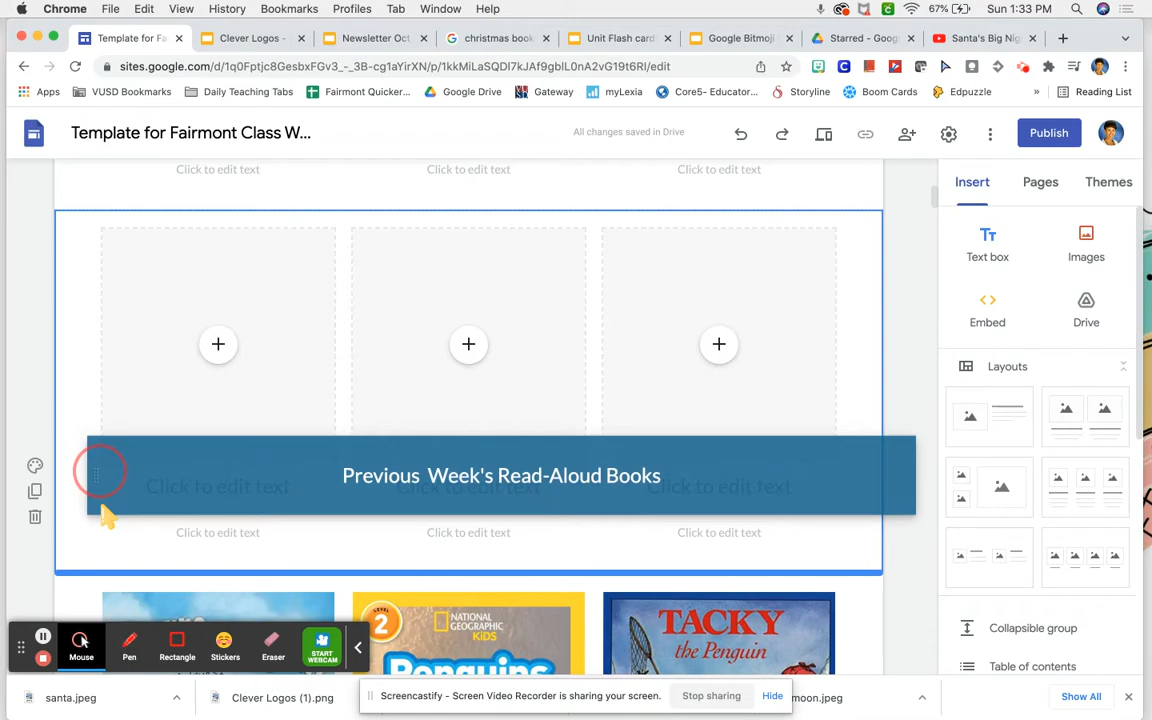 Chrome File Edit View History Bookmarks Profiles Tab Window Help 67% Sun 1:33 PM
Template for Fa Clever Logos - Newsletter Oct christmas book Unit Flash card Google Bitmoji Starred - Goog Santa's Big Nig
sites.google.com/d/1q0Fptjc8GesbxFGv3_-_3B-cg1aYirXN/p/1kkMiLaSQDl7kJAf9gblL0nA2vG19t6RI/edit
Apps VUSD Bookmarks Daily Teaching Tabs Fairmont Quicker... Google Drive Gateway myLexia Core5- Educator... Storyline Boom Cards Edpuzzle » Reading List
Template for Fairmont Class W...
All changes saved in Drive
Publish
Click to edit text Click to edit text Click to edit text
Insert Pages Themes
Text box Images
Embed Drive
Layouts
Previous Week's Read-Aloud Books
Click to edit text Click to edit text Click to edit text
Click to edit text Click to edit text Click to edit text
LEVEL 2
NATIONAL GEOGRAPHIC KiDS
Penguins
TACKY
the Penguin
Collapsible group
Table of contents
Mouse Pen Rectangle Stickers Eraser START WEBCAM
santa.jpeg Clever Logos (1).png Screencastify - Screen Video Recorder is sharing your screen. Stop sharing Hide moon.jpeg Show All